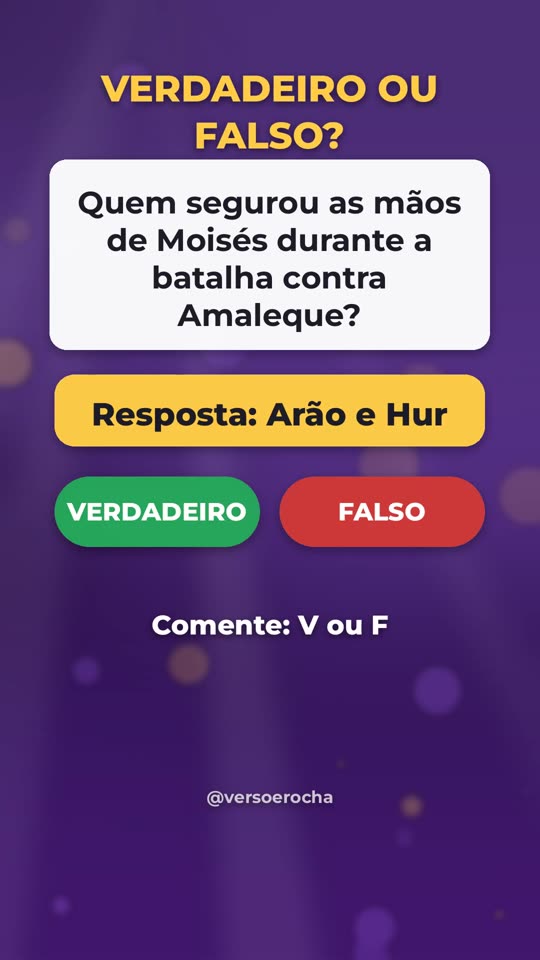 VERDADEIRO OU
FALSO?
Quem segurou as mãos
de Moisés durante a
batalha contra
Amaleque?
Resposta: Arão e Hur
VERDADEIRO
FALSO
Comente: V ou F
@versoerocha